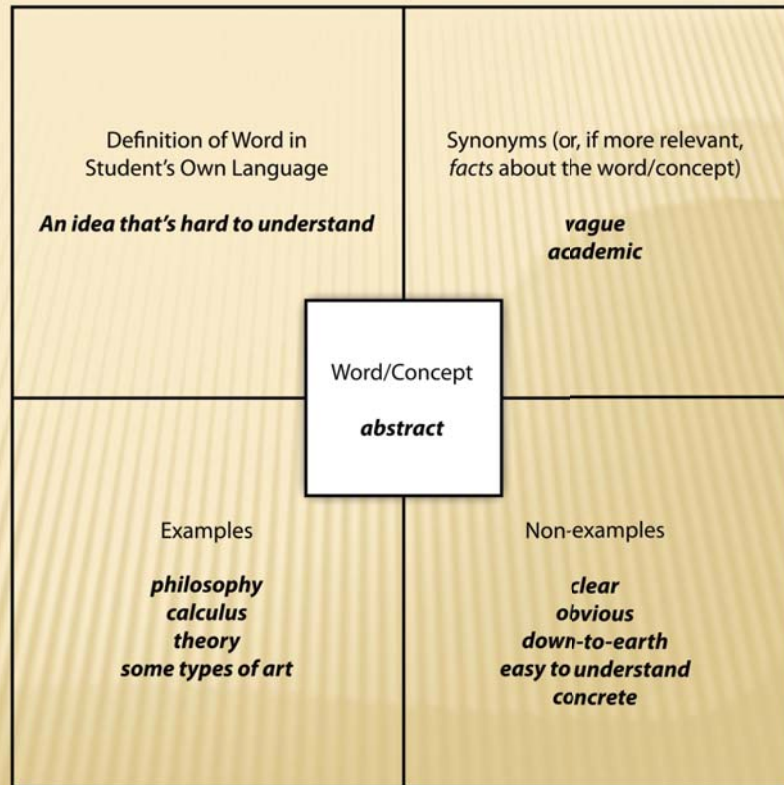 Definition of Word in
Student's Own Language
An idea that's hard to understand
Synonyms (or, if more relevant,
facts about the word/concept)
vague
academic
Word/Concept
abstract
Examples
philosophy
calculus
theory
some types of art
Non-examples
clear
obvious
down-to-earth
easy to understand
concrete